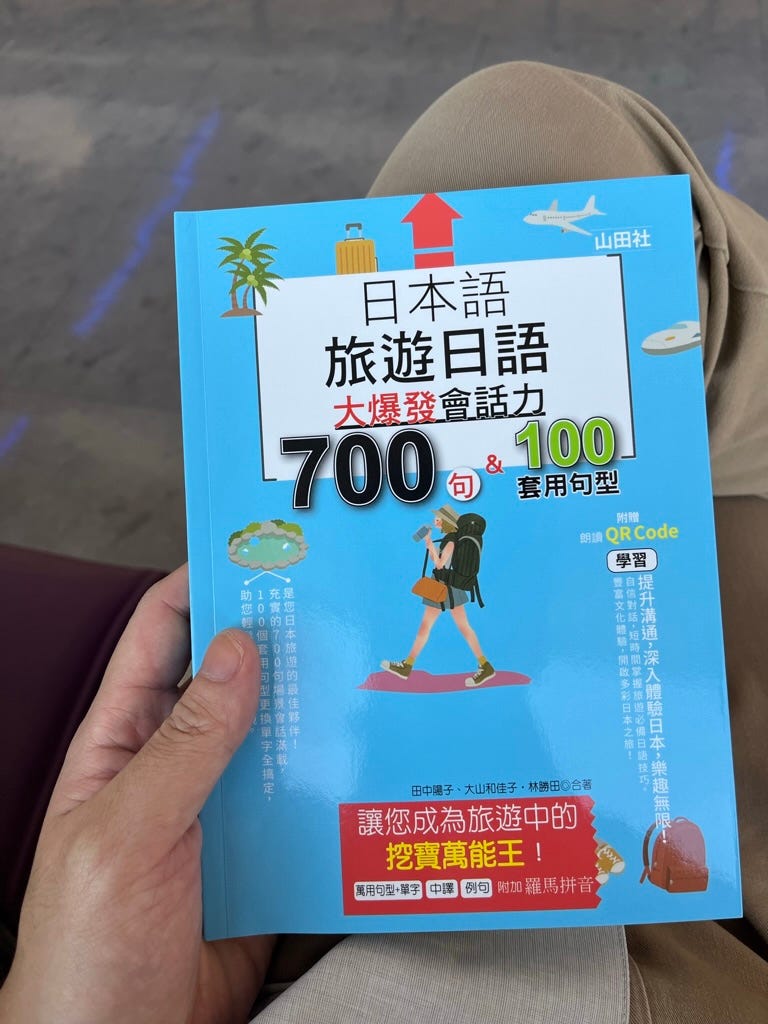 山田社
日本語
旅遊日語
大爆發會話力
700句
&
100
套用句型
附贈
朗讀 QR Code
學習
提升溝通,深入體驗日本,樂趣無限!
自信對話,短時間掌握旅遊必備日語技巧。
豐富文化體驗,開啟多彩日本之旅!
是您日本旅遊的最佳夥伴!
充實的700句場景會話滿載,
100個套用句型更換單字全搞定,
助您輕
田中陽子、大山和佳子・林勝田◎合著
讓您成為旅遊中的
挖寶萬能王!
萬用句型+單字 中譯 例句 附加 羅馬拼音